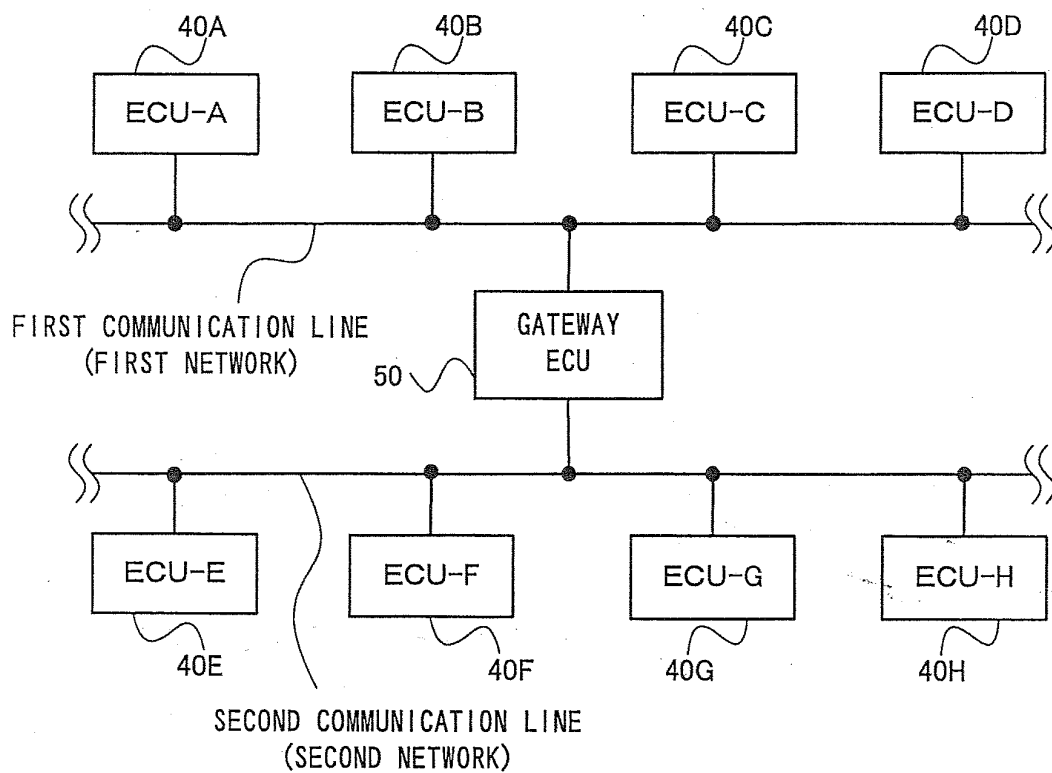 40A
40B
40C
40D
ECU-A
ECU-B
ECU-C
ECU-D
FIRST COMMUNICATION LINE
(FIRST NETWORK)
GATEWAY
ECU
50
ECU-E
ECU-F
ECU-G
ECU-H
40E
40F
40G
40H
SECOND COMMUNICATION LINE
(SECOND NETWORK)